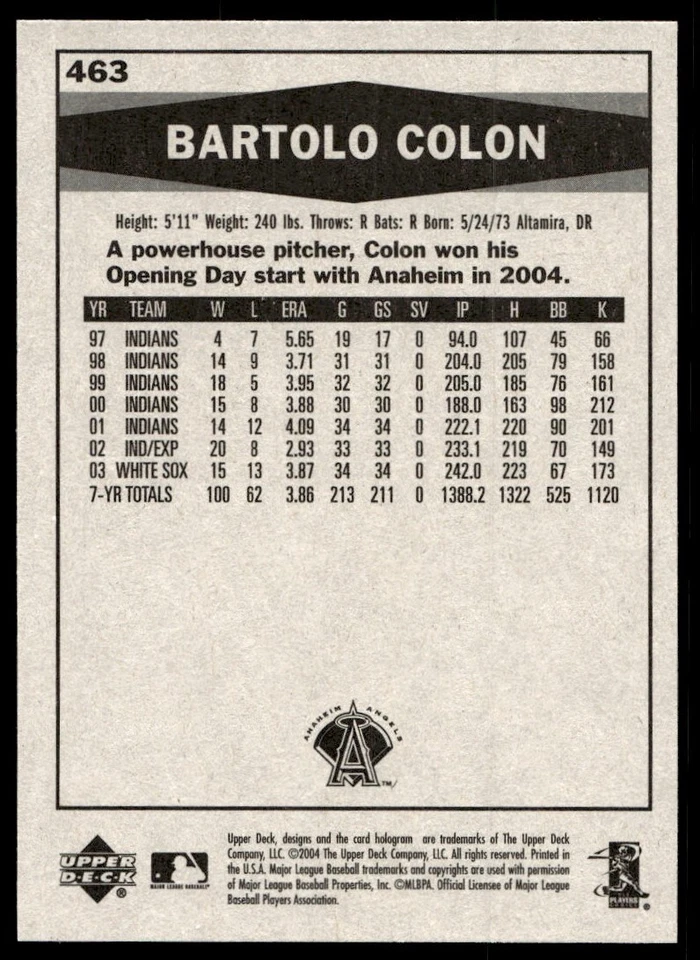 463
BARTOLO COLON
Height: 5'11" Weight: 240 lbs. Throws: R Bats: R Born: 5/24/73 Altamira, DR
A powerhouse pitcher, Colon won his
Opening Day start with Anaheim in 2004.
YR TEAM W L ERA G GS SV IP H BB K
97 INDIANS 4 7 5.65 19 17 0 94.0 107 45 66
98 INDIANS 14 9 3.71 31 31 0 204.0 205 79 158
99 INDIANS 18 5 3.95 32 32 0 205.0 185 76 161
00 INDIANS 15 8 3.88 30 30 0 188.0 163 98 212
01 INDIANS 14 12 4.09 34 34 0 222.1 220 90 201
02 IND/EXP 20 8 2.93 33 33 0 233.1 219 70 149
03 WHITE SOX 15 13 3.87 34 34 0 242.0 223 67 173
7-YR TOTALS 100 62 3.86 213 211 0 1388.2 1322 525 1120
ANAHEIM ANGELS
A
TM
UPPER
D·E·C·K
®
MAJOR LEAGUE BASEBALL
Upper Deck, designs and the card hologram are trademarks of The Upper Deck
Company, LLC. ©2004 The Upper Deck Company, LLC. All rights reserved. Printed in
the U.S.A. Major League Baseball trademarks and copyrights are used with permission
of Major League Baseball Properties, Inc. ©MLBPA. Official Licensee of Major League
Baseball Players Association.
PLAYERS
®